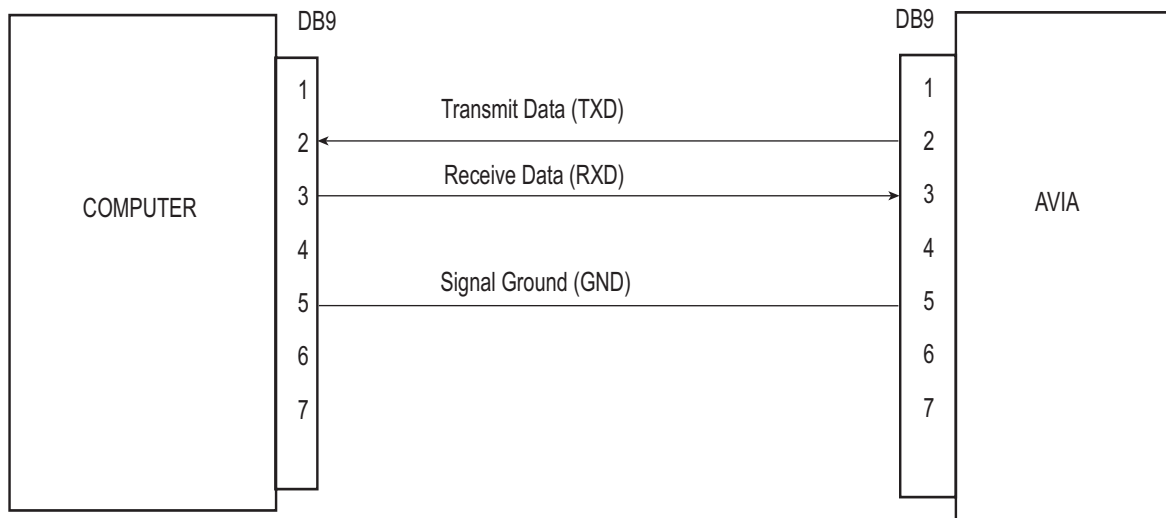 DB9
DB9
1
1
Transmit Data (TXD)
2
2
Receive Data (RXD)
3
3
COMPUTER
AVIA
4
4
Signal Ground (GND)
5
5
6
6
7
7